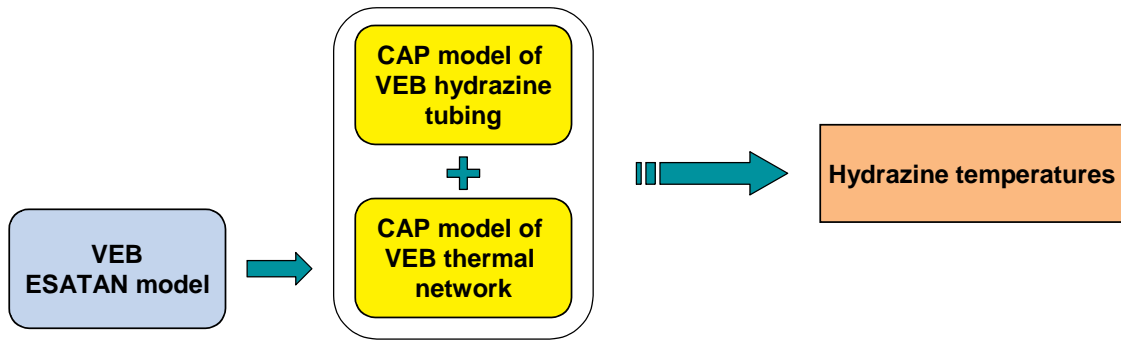 CAP model of
VEB hydrazine
tubing
CAP model of
VEB thermal
network
VEB
ESATAN model
Hydrazine temperatures